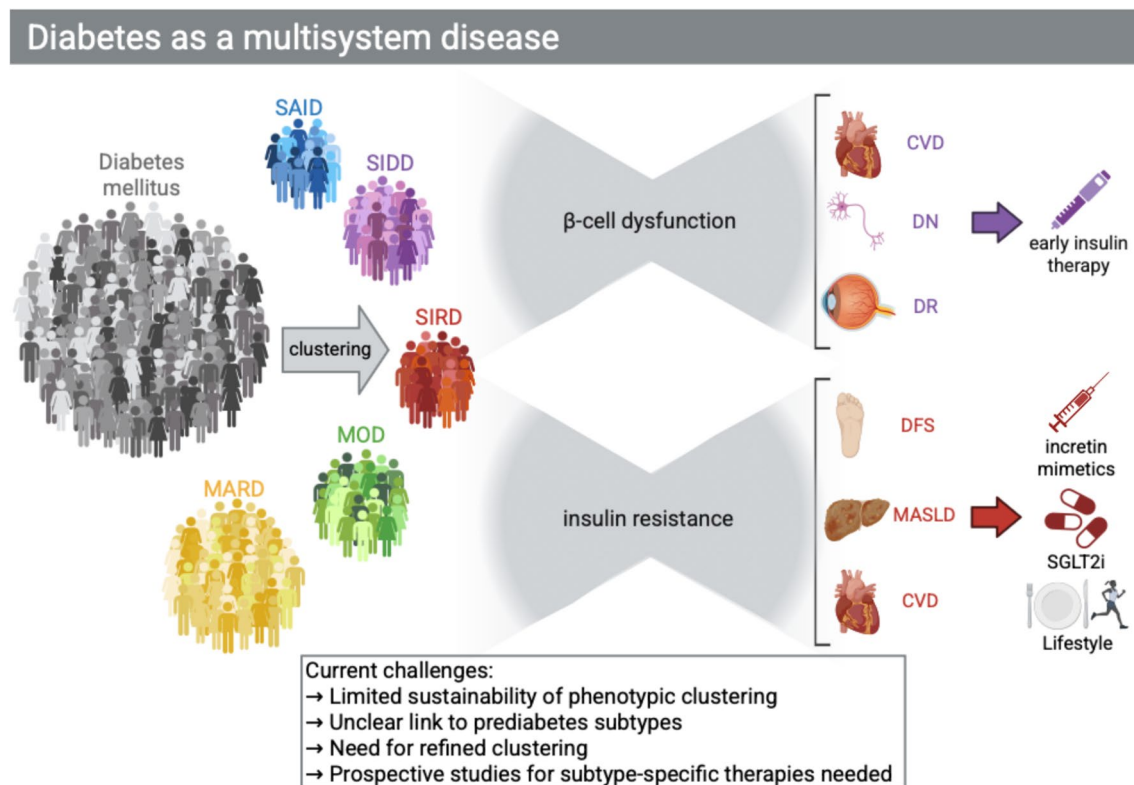 Diabetes as a multisystem disease
Diabetes
mellitus
clustering
SAID
SIDD
SIRD
MOD
MARD
β-cell dysfunction
CVD
DN
DR
early insulin
therapy
insulin resistance
DFS
MASLD
CVD
incretin
mimetics
SGLT2i
Lifestyle
Current challenges:
→ Limited sustainability of phenotypic clustering
→ Unclear link to prediabetes subtypes
→ Need for refined clustering
→ Prospective studies for subtype-specific therapies needed